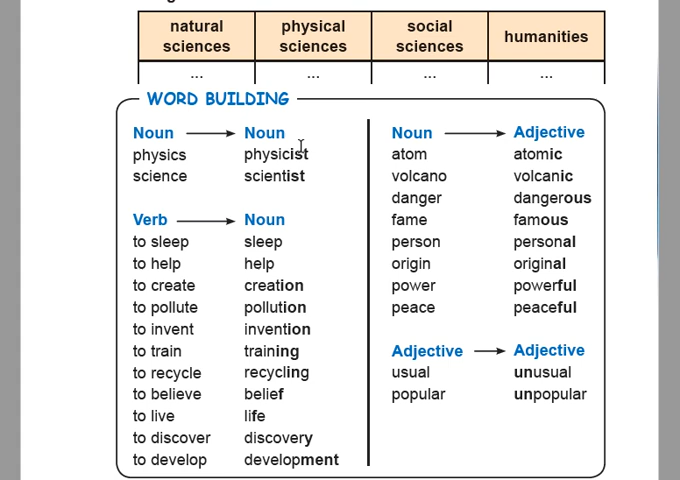 natural sciences physical sciences social sciences humanities
... ... ... ...
WORD BUILDING
Noun Noun
physics physicist
science scientist
Verb Noun
to sleep sleep
to help help
to create creation
to pollute pollution
to invent invention
to train training
to recycle recycling
to believe belief
to live life
to discover discovery
to develop development
Noun Adjective
atom atomic
volcano volcanic
danger dangerous
fame famous
person personal
origin original
power powerful
peace peaceful
Adjective Adjective
usual unusual
popular unpopular